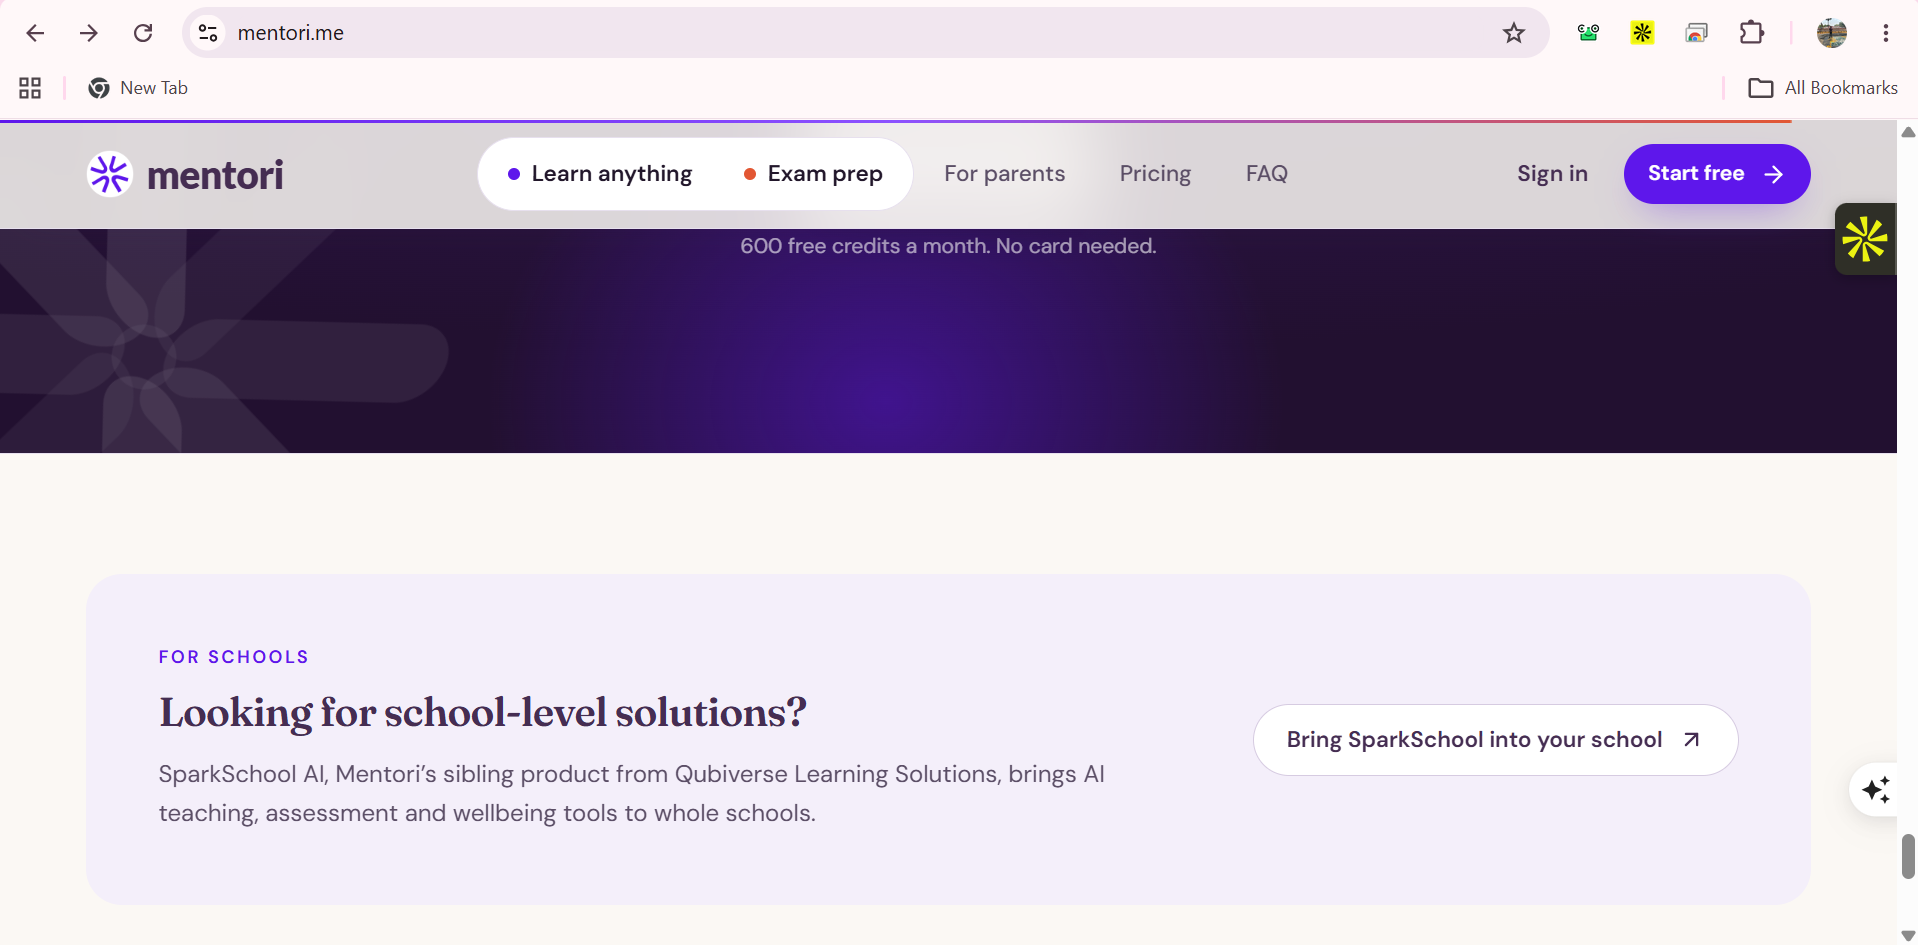 mentori.me
New Tab
All Bookmarks
mentori
Learn anything
Exam prep
For parents
Pricing
FAQ
Sign in
Start free
600 free credits a month. No card needed.
FOR SCHOOLS
Looking for school-level solutions?
SparkSchool AI, Mentori’s sibling product from Qubiverse Learning Solutions, brings AI
teaching, assessment and wellbeing tools to whole schools.
Bring SparkSchool into your school